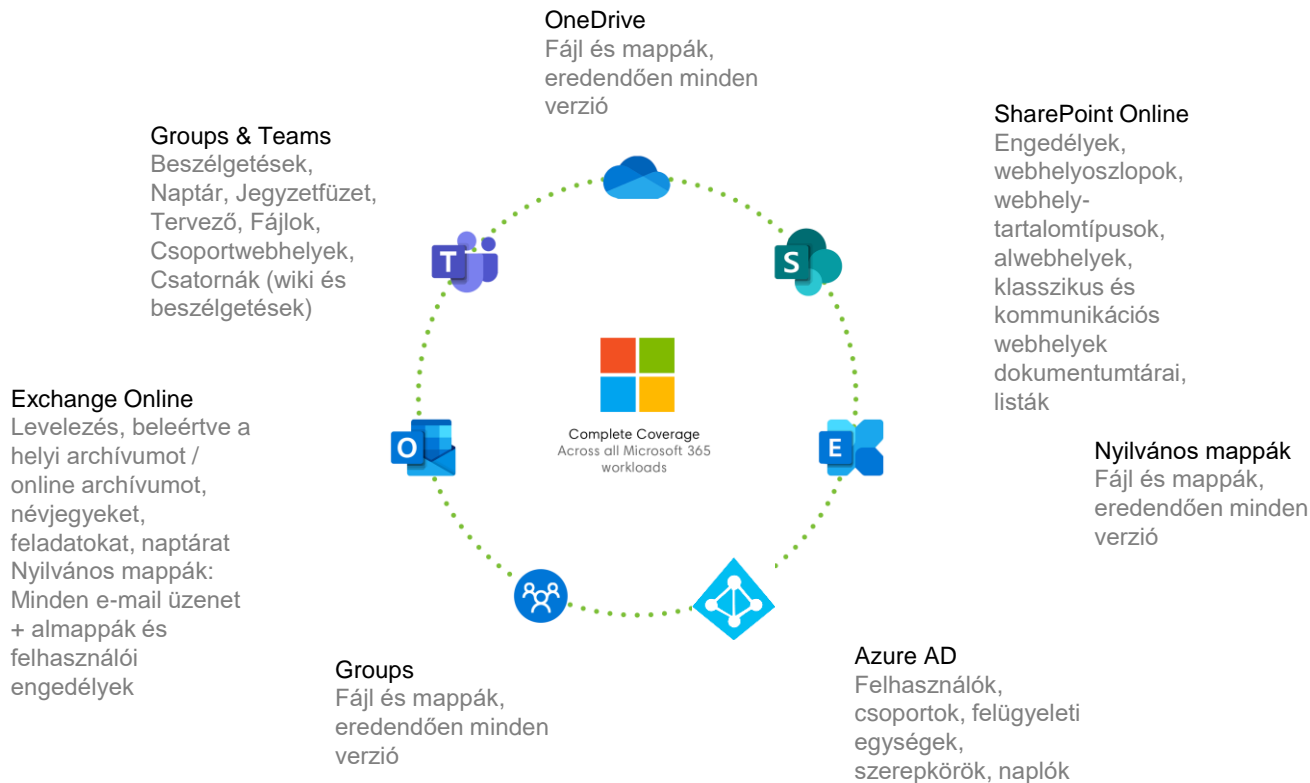 OneDrive
Fájl és mappák,
eredendően minden
verzió
SharePoint Online
Engedélyek,
webhelyoszlopok,
webhely-
tartalomtípusok,
alwebhelyek,
klasszikus és
kommunikációs
webhelyek
dokumentumtárai,
listák
Groups & Teams
Beszélgetések,
Naptár, Jegyzetfüzet,
Tervező, Fájlok,
Csoportwebhelyek,
Csatornák (wiki és
beszélgetések)
T
S
Complete Coverage
Across all Microsoft 365
workloads
Exchange Online
Levelezés, beleértve a
helyi archívumot /
online archívumot,
névjegyeket,
feladatokat, naptárat
Nyilvános mappák:
Minden e-mail üzenet
+ almappák és
felhasználói
engedélyek
O
E
Nyilvános mappák
Fájl és mappák,
eredendően minden
verzió
Groups
Fájl és mappák,
eredendően minden
verzió
Azure AD
Felhasználók,
csoportok, felügyeleti
egységek,
szerepkörök, naplók